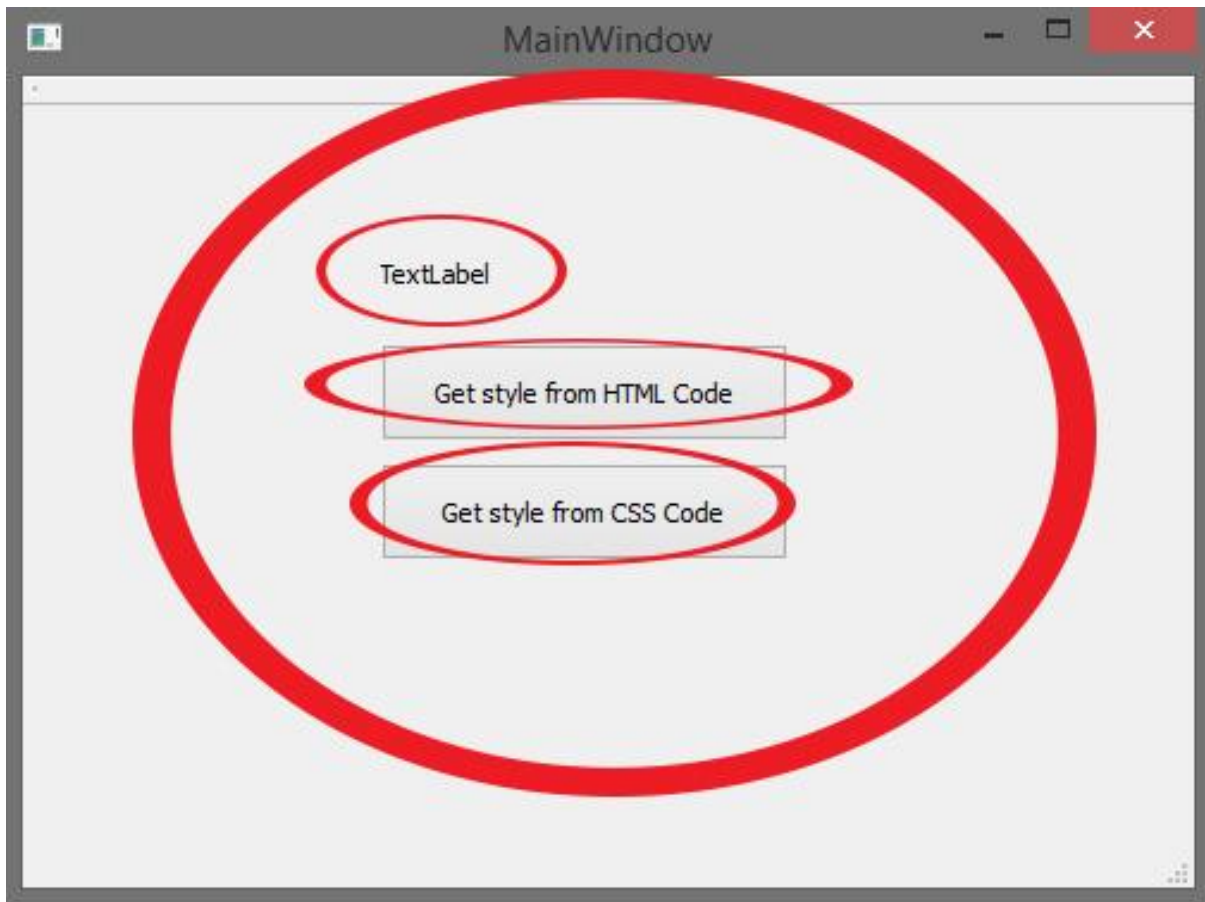 MainWindow
TextLabel
Get style from HTML Code
Get style from CSS Code